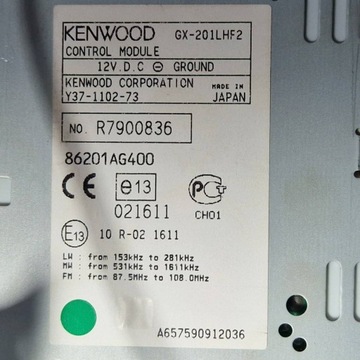 KENWOOD GX-201LHF2
CONTROL MODULE
12V.D.C ⊖ GROUND
KENWOOD CORPORATION MADE IN
Y37-1102-73 JAPAN
NO. R7900836
86201AG400
CE e13 PCT
021611 CH01
E13 10 R-02 1611
LW : from 153kHz to 281kHz
MW : from 531kHz to 1611kHz
FM : from 87.5MHz to 108.0MHz
A657590912036